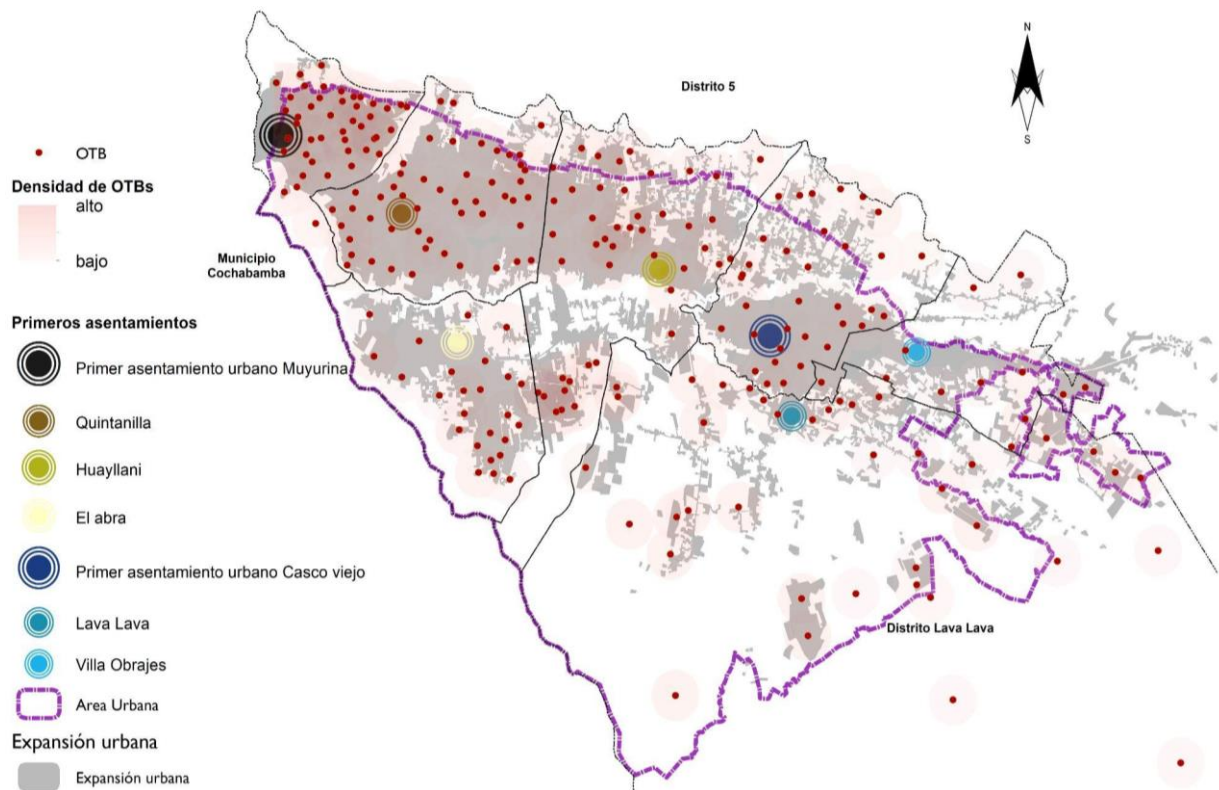 N
S
Distrito 5
Municipio
Cochabamba
Distrito Lava Lava
OTB
Densidad de OTBs
alto
bajo
Primeros asentamientos
Primer asentamiento urbano Muyurina
Quintanilla
Huayllani
El abra
Primer asentamiento urbano Casco viejo
Lava Lava
Villa Obrajes
Area Urbana
Expansión urbana
Expansión urbana